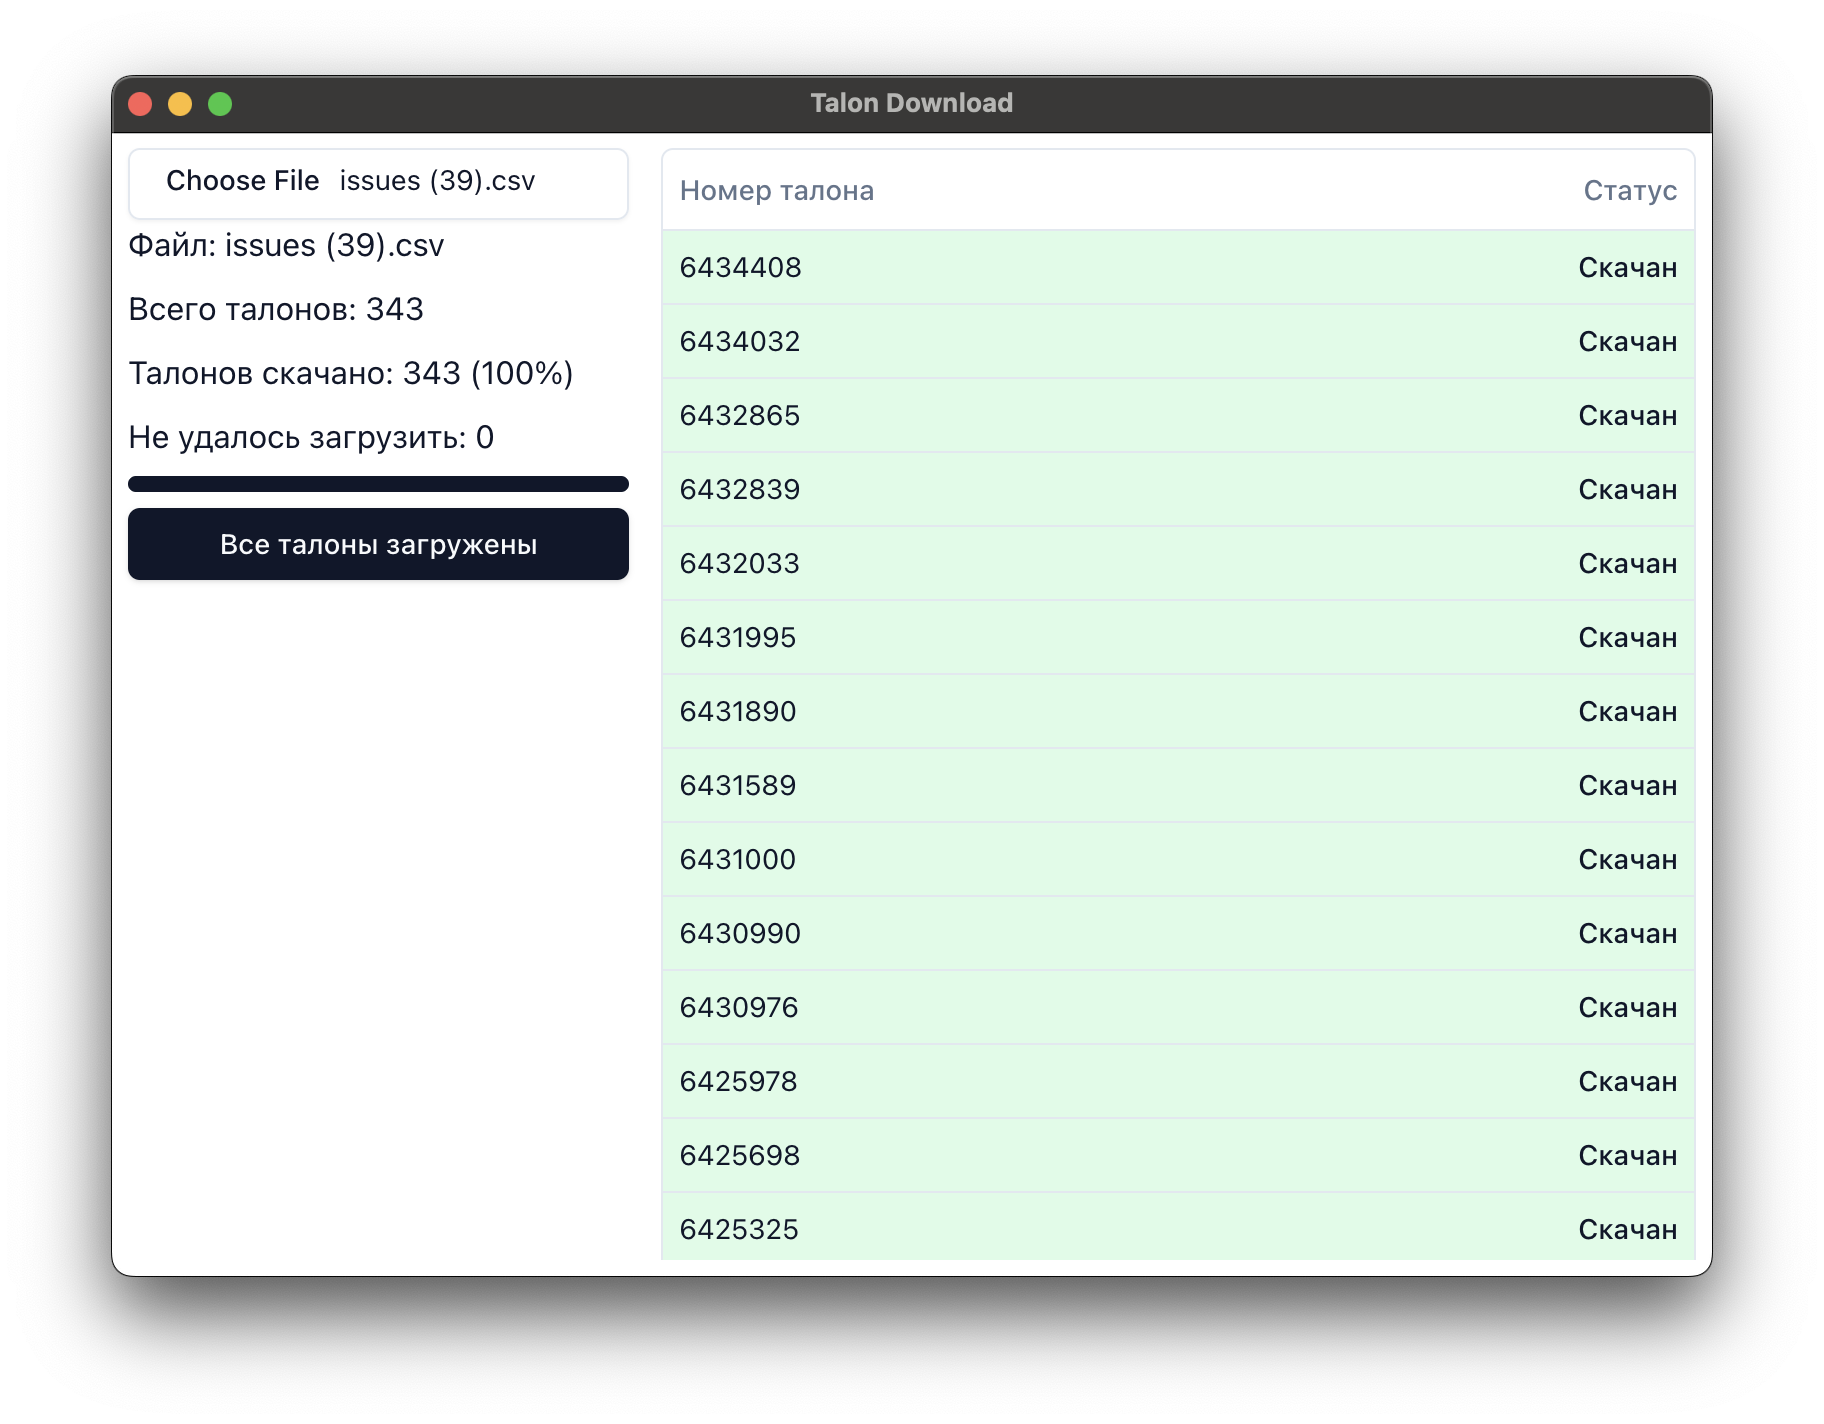 Talon Download
Choose File issues (39).csv
Файл: issues (39).csv
Всего талонов: 343
Талонов скачано: 343 (100%)
Не удалось загрузить: 0
Все талоны загружены
Номер талона Статус
6434408 Скачан
6434032 Скачан
6432865 Скачан
6432839 Скачан
6432033 Скачан
6431995 Скачан
6431890 Скачан
6431589 Скачан
6431000 Скачан
6430990 Скачан
6430976 Скачан
6425978 Скачан
6425698 Скачан
6425325 Скачан